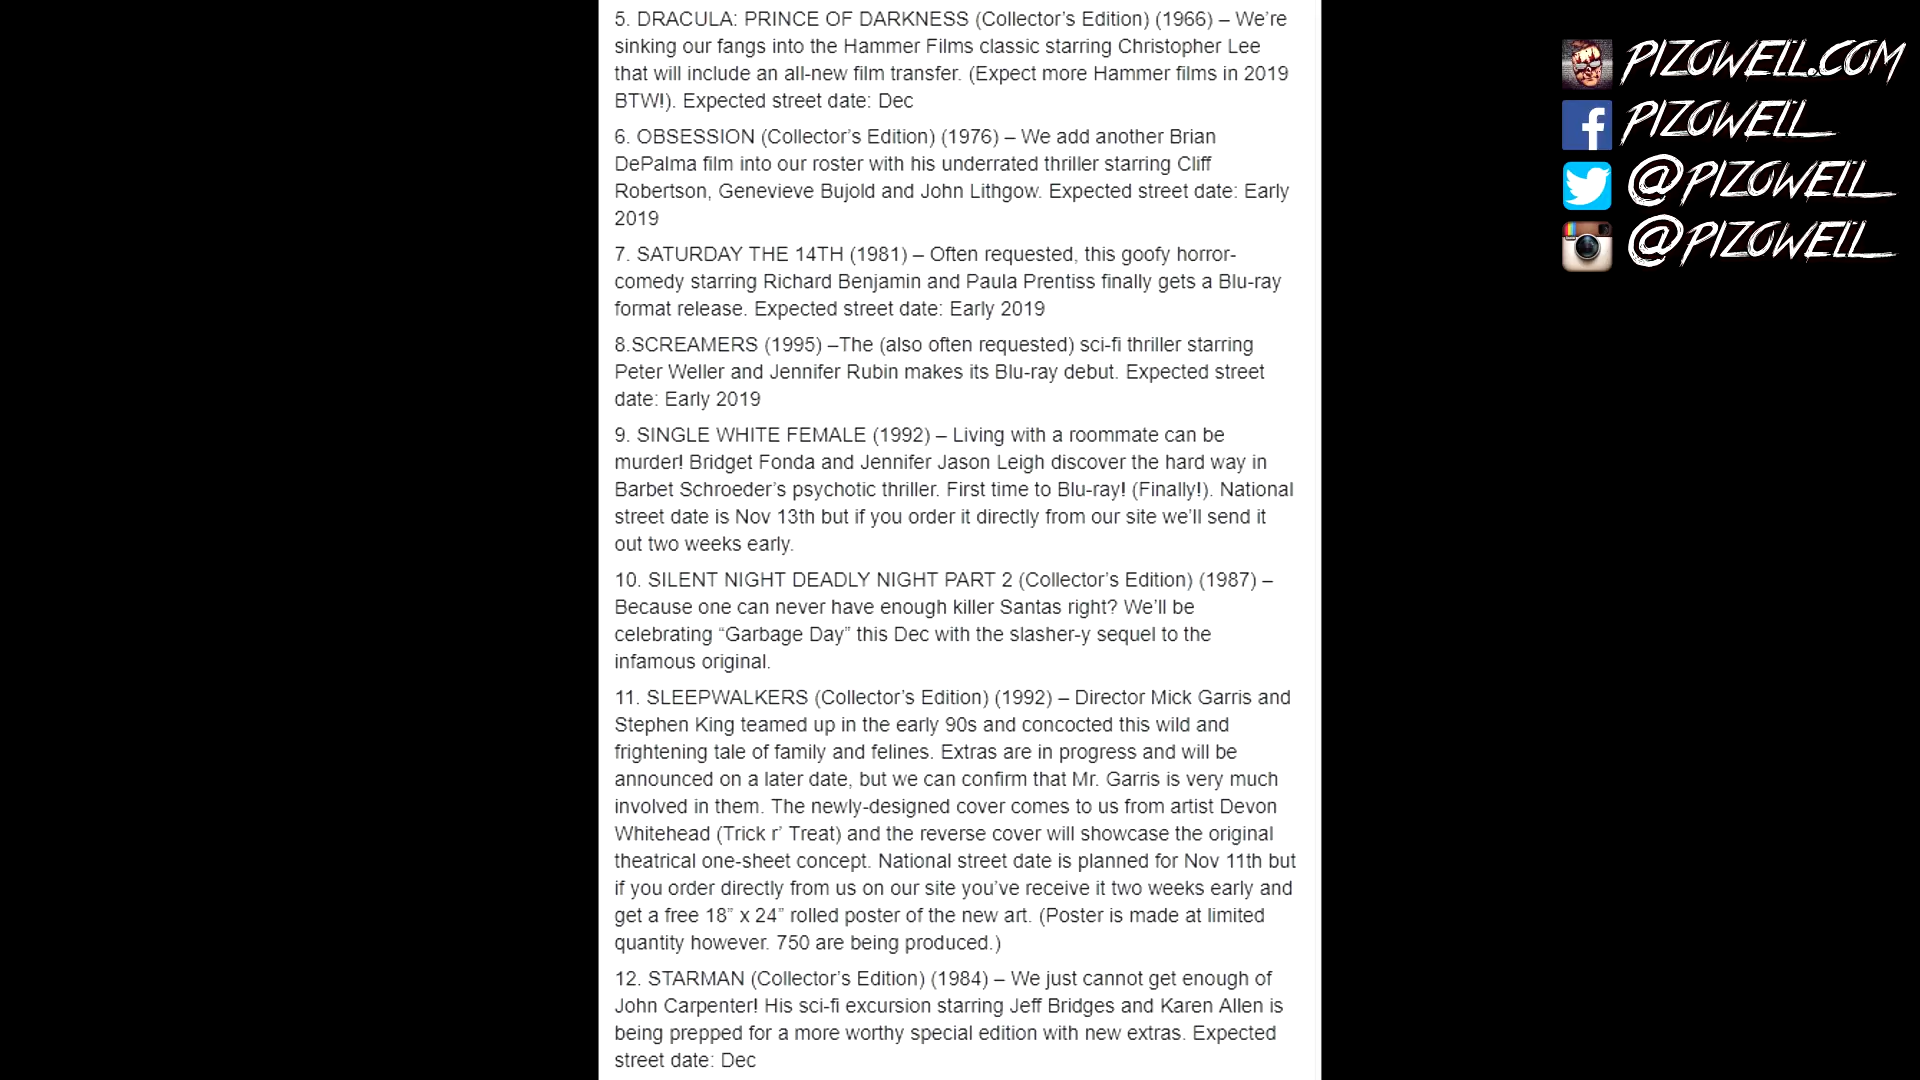 5. DRACULA: PRINCE OF DARKNESS (Collector's Edition) (1966) – We're
sinking our fangs into the Hammer Films classic starring Christopher Lee
that will include an all-new film transfer. (Expect more Hammer films in 2019
BTW!). Expected street date: Dec
6. OBSESSION (Collector's Edition) (1976) – We add another Brian
DePalma film into our roster with his underrated thriller starring Cliff
Robertson, Genevieve Bujold and John Lithgow. Expected street date: Early
2019
7. SATURDAY THE 14TH (1981) – Often requested, this goofy horror-
comedy starring Richard Benjamin and Paula Prentiss finally gets a Blu-ray
format release. Expected street date: Early 2019
8.SCREAMERS (1995) –The (also often requested) sci-fi thriller starring
Peter Weller and Jennifer Rubin makes its Blu-ray debut. Expected street
date: Early 2019
9. SINGLE WHITE FEMALE (1992) – Living with a roommate can be
murder! Bridget Fonda and Jennifer Jason Leigh discover the hard way in
Barbet Schroeder's psychotic thriller. First time to Blu-ray! (Finally!). National
street date is Nov 13th but if you order it directly from our site we'll send it
out two weeks early.
10. SILENT NIGHT DEADLY NIGHT PART 2 (Collector's Edition) (1987) –
Because one can never have enough killer Santas right? We'll be
celebrating “Garbage Day” this Dec with the slasher-y sequel to the
infamous original.
11. SLEEPWALKERS (Collector's Edition) (1992) – Director Mick Garris and
Stephen King teamed up in the early 90s and concocted this wild and
frightening tale of family and felines. Extras are in progress and will be
announced on a later date, but we can confirm that Mr. Garris is very much
involved in them. The newly-designed cover comes to us from artist Devon
Whitehead (Trick r' Treat) and the reverse cover will showcase the original
theatrical one-sheet concept. National street date is planned for Nov 11th but
if you order directly from us on our site you've receive it two weeks early and
get a free 18” x 24” rolled poster of the new art. (Poster is made at limited
quantity however. 750 are being produced.)
12. STARMAN (Collector's Edition) (1984) – We just cannot get enough of
John Carpenter! His sci-fi excursion starring Jeff Bridges and Karen Allen is
being prepped for a more worthy special edition with new extras. Expected
street date: Dec
PIZOWELL.COM
PIZOWELL
@PIZOWELL
@PIZOWELL